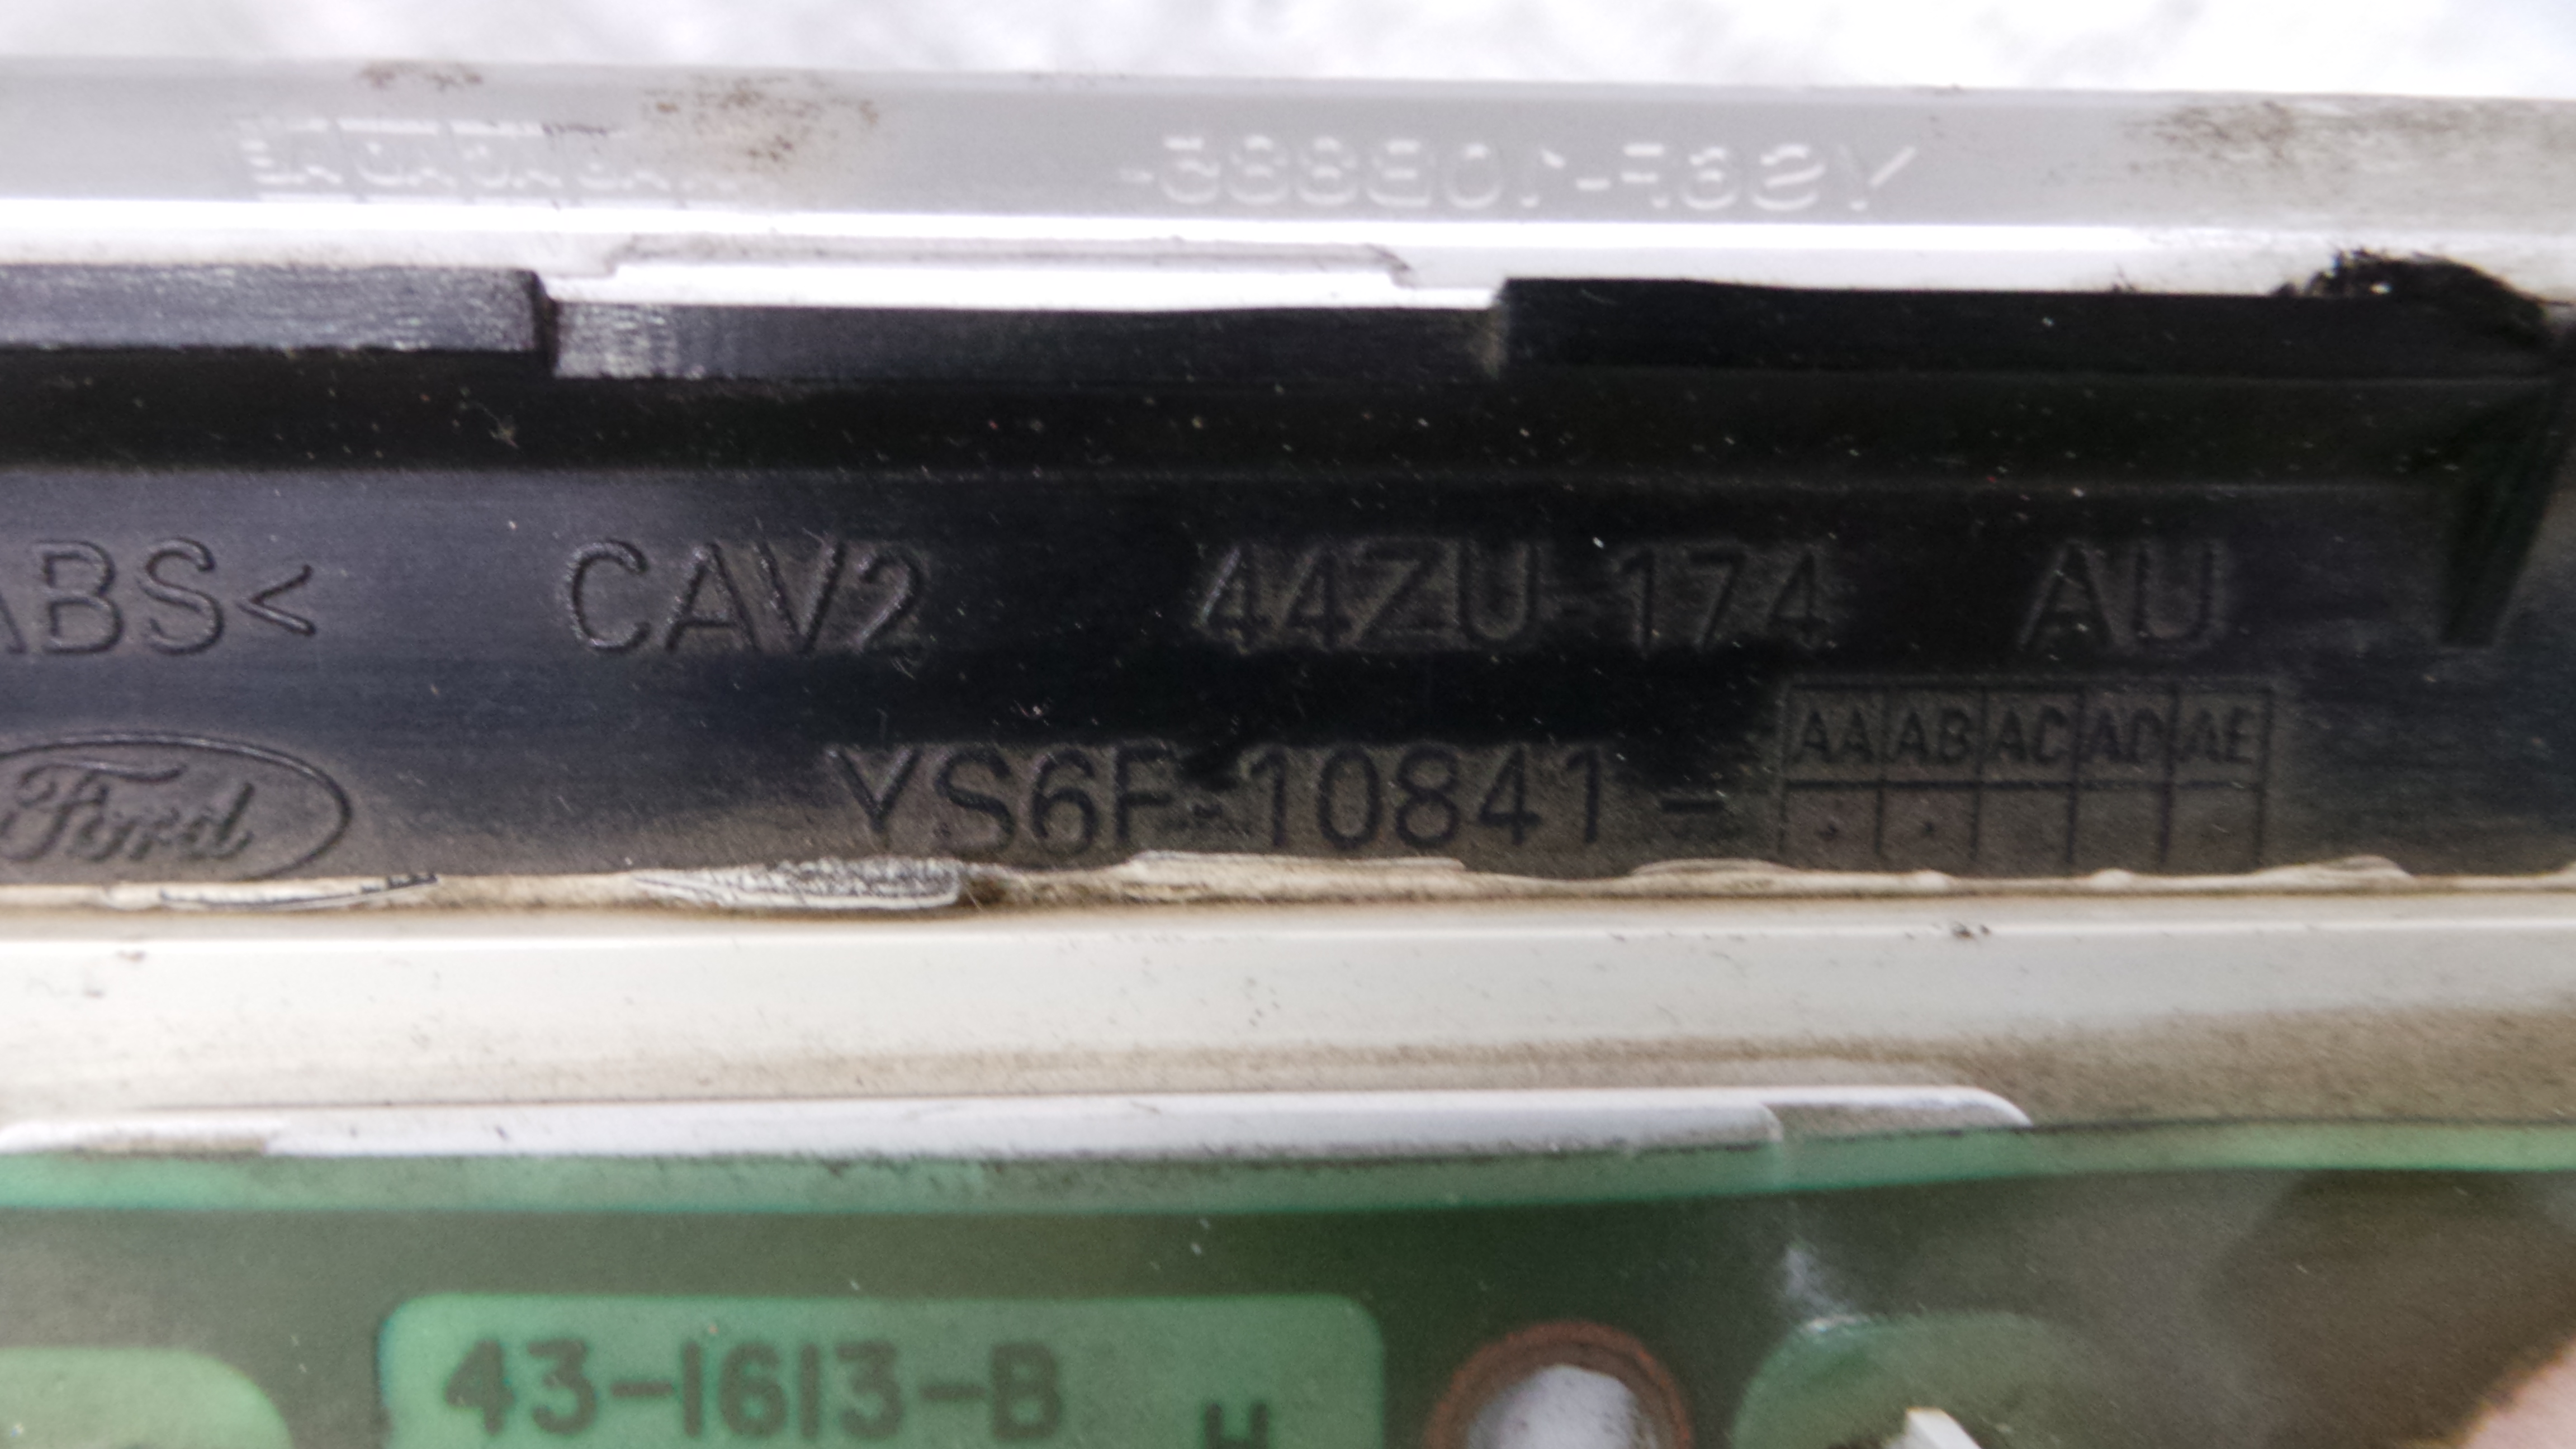 ABS< CAV2 44ZU-174 AU
AA AB AC AD AE
Ford YS6F-10841 -
43-1613-B
H